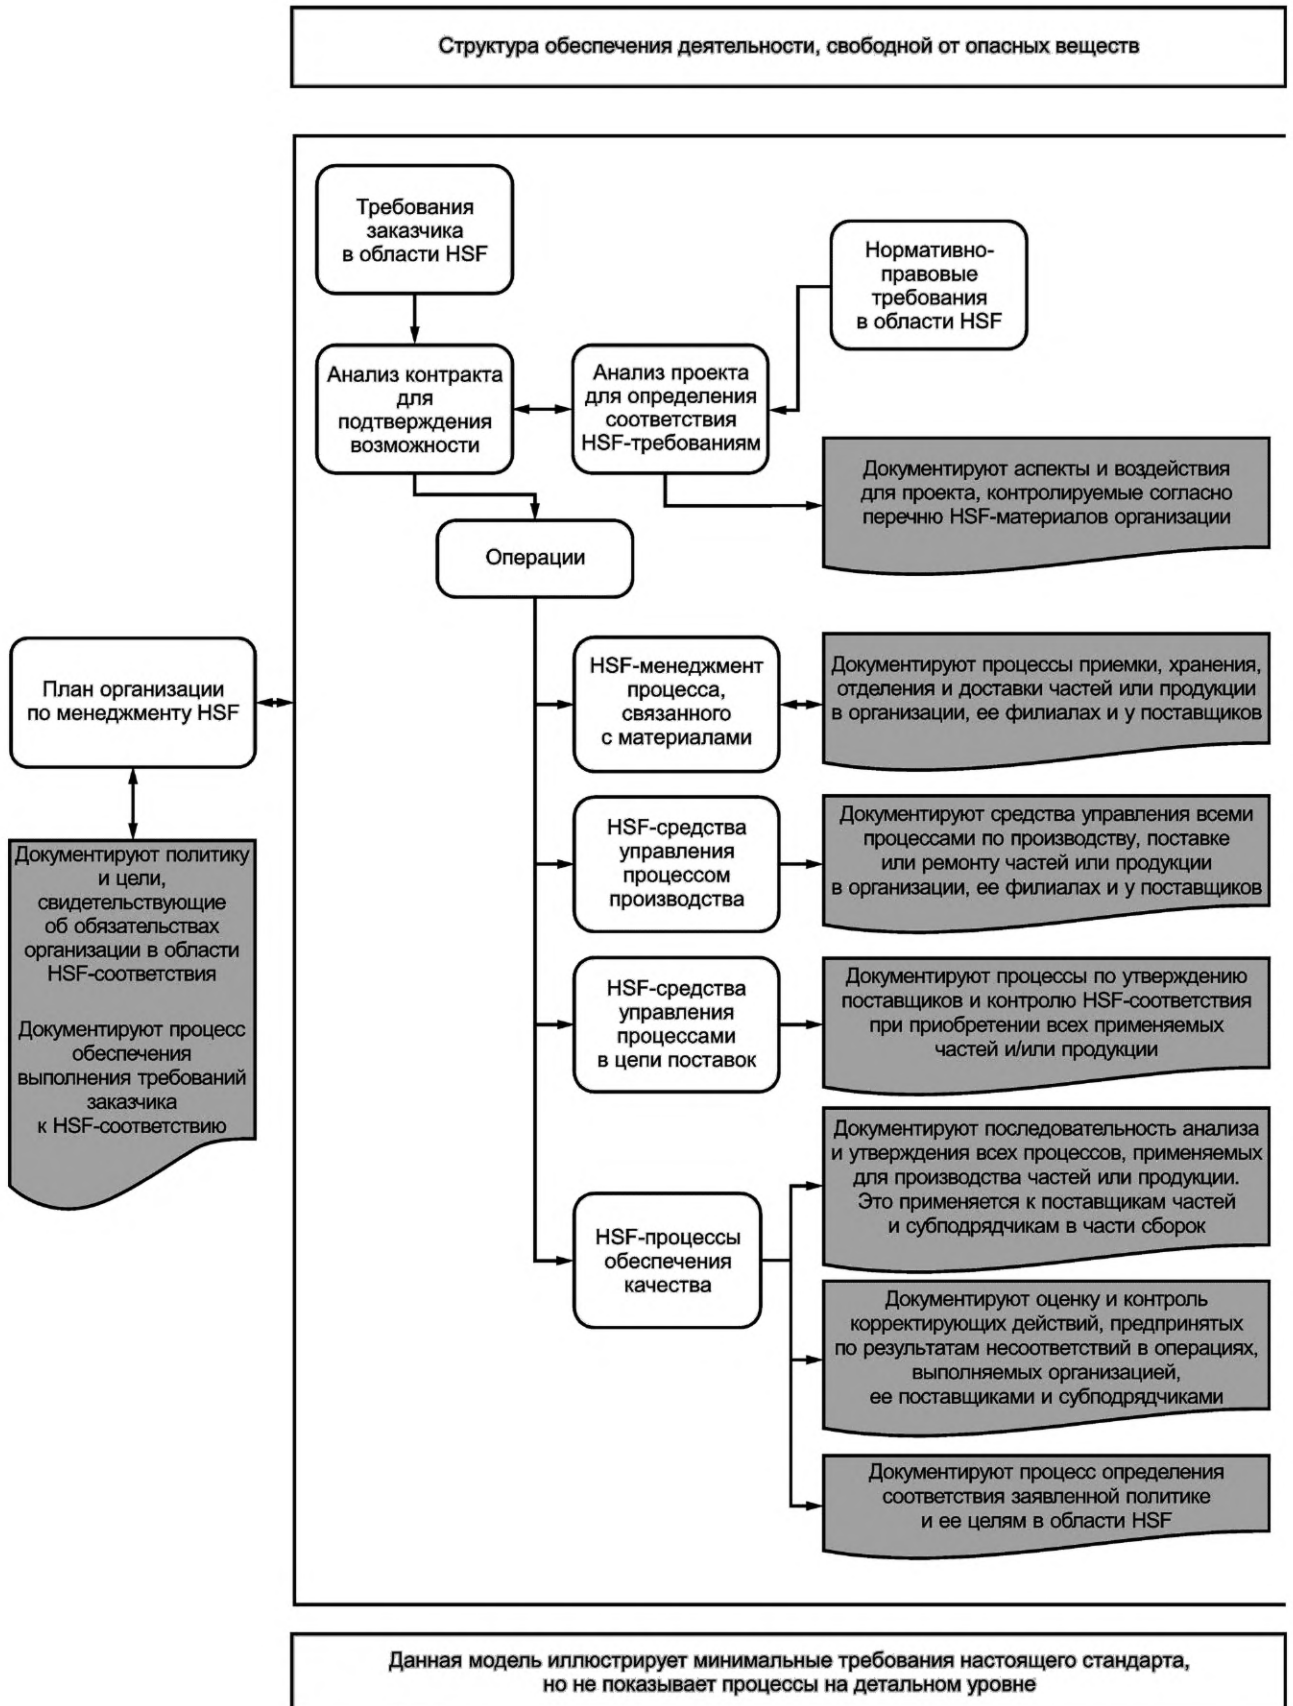 Структура обеспечения деятельности, свободной от опасных веществ
Требования
заказчика
в области HSF
Нормативно-
правовые
требования
в области HSF
Анализ контракта
для
подтверждения
возможности
Анализ проекта
для определения
соответствия
HSF-требованиям
Документируют аспекты и воздействия
для проекта, контролируемые согласно
перечню HSF-материалов организации
Операции
План организации
по менеджменту HSF
HSF-менеджмент
процесса,
связанного
с материалами
Документируют процессы приемки, хранения,
отделения и доставки частей или продукции
в организации, ее филиалах и у поставщиков
HSF-средства
управления
процессом
производства
Документируют средства управления всеми
процессами по производству, поставке
или ремонту частей или продукции
в организации, ее филиалах и у поставщиков
Документируют политику
и цели,
свидетельствующие
об обязательствах
организации в области
HSF-соответствия
Документируют процесс
обеспечения
выполнения требований
заказчика
к HSF-соответствию
HSF-средства
управления
процессами
в цепи поставок
Документируют процессы по утверждению
поставщиков и контролю HSF-соответствия
при приобретении всех применяемых
частей и/или продукции
HSF-процессы
обеспечения
качества
Документируют последовательность анализа
и утверждения всех процессов, применяемых
для производства частей или продукции.
Это применяется к поставщикам частей
и субподрядчикам в части сборок
Документируют оценку и контроль
корректирующих действий, предпринятых
по результатам несоответствий в операциях,
выполняемых организацией,
ее поставщиками и субподрядчиками
Документируют процесс определения
соответствия заявленной политике
и ее целям в области HSF
Данная модель иллюстрирует минимальные требования настоящего стандарта,
но не показывает процессы на детальном уровне